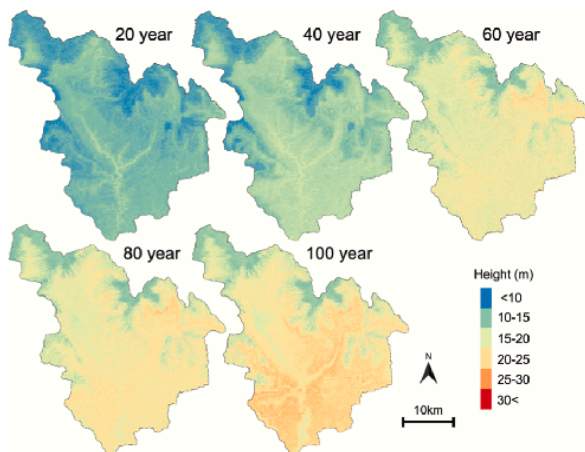 20 year
40 year
60 year
80 year
100 year
Height (m)
<10
10-15
15-20
20-25
25-30
30<
N
10km